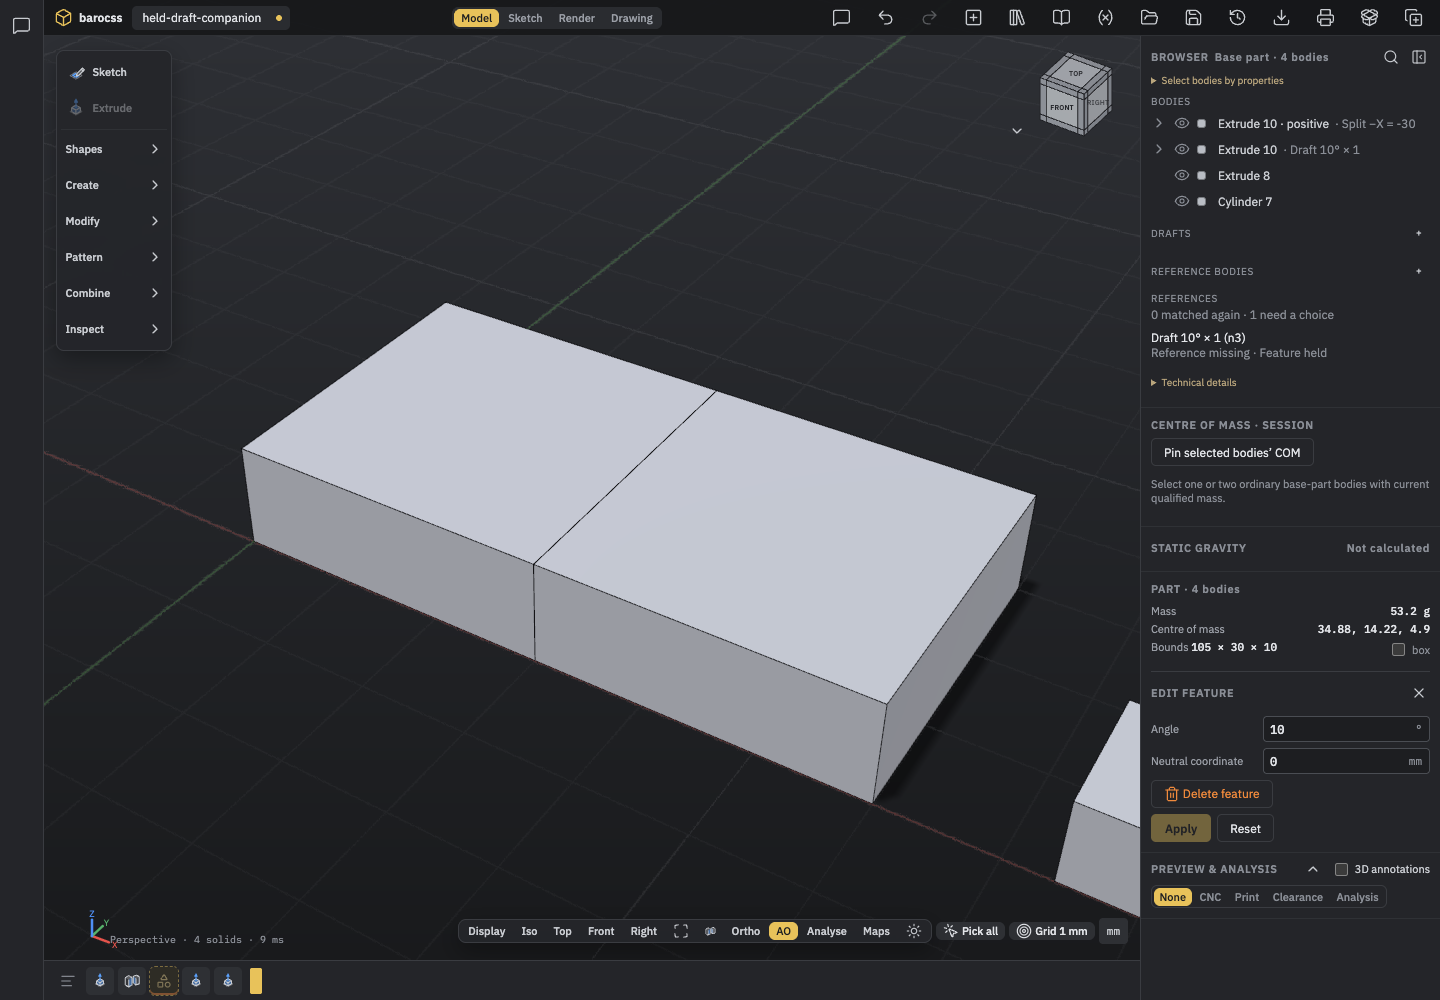 barocss
held-draft-companion
Model Sketch Render Drawing
Sketch
Extrude
Shapes
Create
Modify
Pattern
Combine
Inspect
TOP
FRONT
RIGHT
BROWSER Base part · 4 bodies
Select bodies by properties
BODIES
Extrude 10 · positive · Split −X = -30
Extrude 10 · Draft 10° × 1
Extrude 8
Cylinder 7
DRAFTS +
REFERENCE BODIES +
REFERENCES
0 matched again · 1 need a choice
Draft 10° × 1 (n3)
Reference missing · Feature held
Technical details
CENTRE OF MASS · SESSION
Pin selected bodies’ COM
Select one or two ordinary base-part bodies with current
qualified mass.
STATIC GRAVITY Not calculated
PART · 4 bodies
Mass 53.2 g
Centre of mass 34.88, 14.22, 4.9
Bounds 105 × 30 × 10 box
EDIT FEATURE
Angle 10 °
Neutral coordinate 0 mm
Delete feature
Apply Reset
PREVIEW & ANALYSIS 3D annotations
None CNC Print Clearance Analysis
Z
Y
X
Perspective · 4 solids · 9 ms
Display Iso Top Front Right Ortho AO Analyse Maps Pick all Grid 1 mm mm